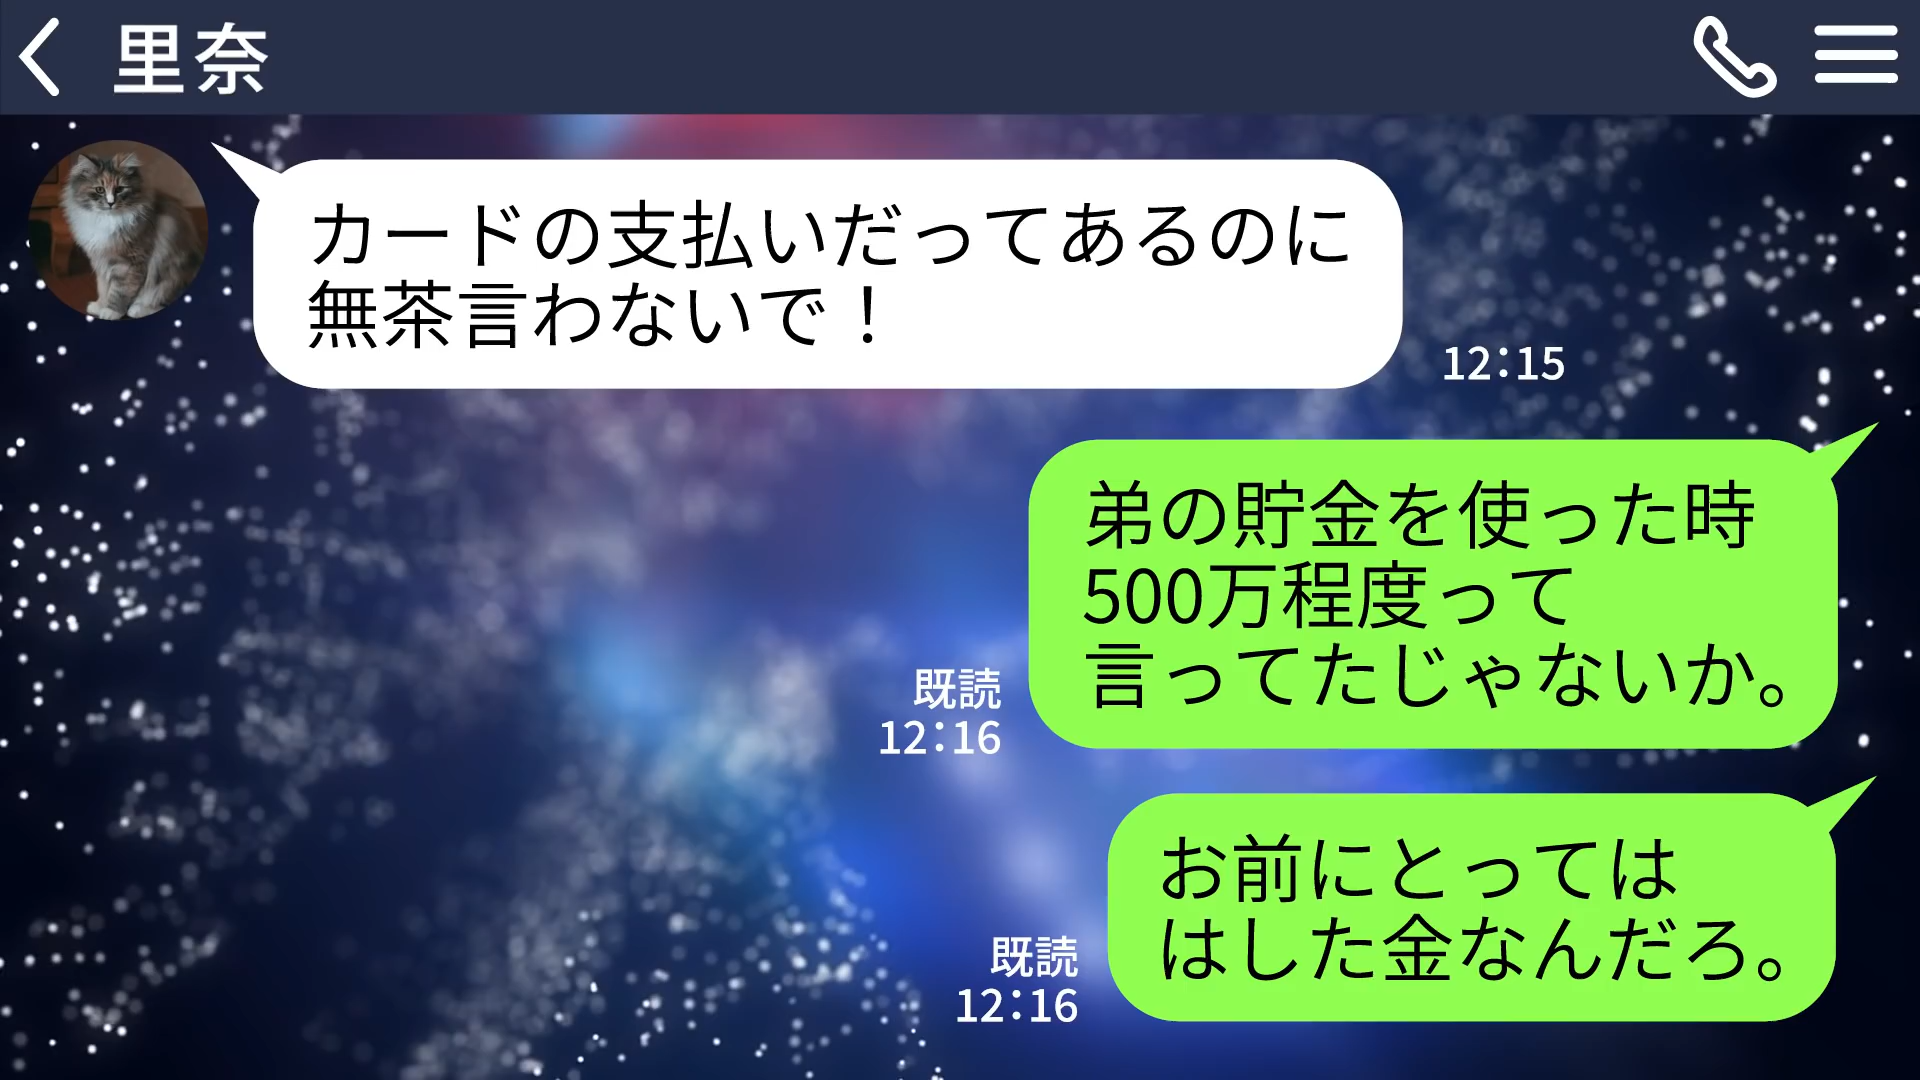 里奈
カードの支払いだってあるのに
無茶言わないで！
12:15
弟の貯金を使った時
500万程度って
言ってたじゃないか。
既読
12:16
お前にとっては
はした金なんだろ。
既読
12:16